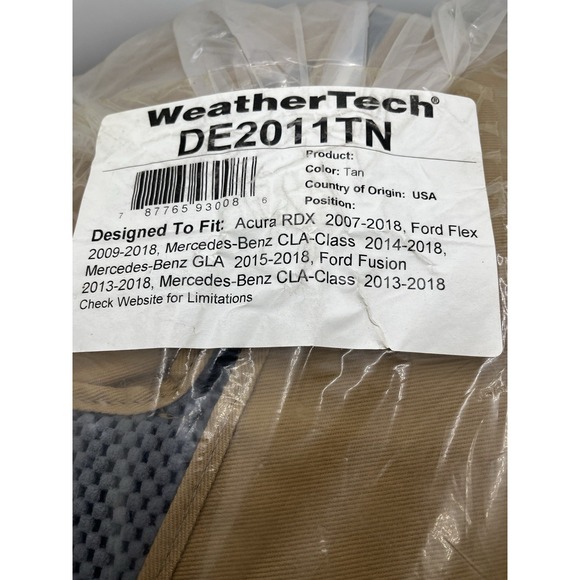 WeatherTech®
DE2011TN
Product:
Color: Tan
Country of Origin: USA
Position:
7 87765 93008 6
Designed To Fit: Acura RDX 2007-2018, Ford Flex
2009-2018, Mercedes-Benz CLA-Class 2014-2018,
Mercedes-Benz GLA 2015-2018, Ford Fusion
2013-2018, Mercedes-Benz CLA-Class 2013-2018
Check Website for Limitations